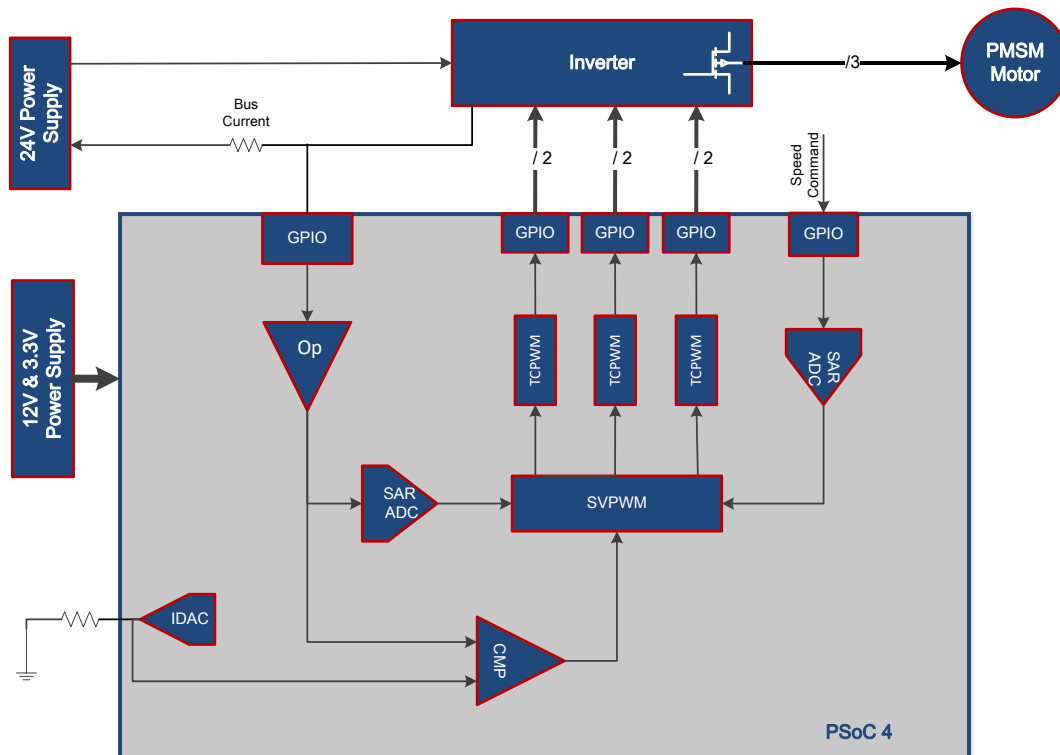 24V Power
Supply
Inverter
/3
PMSM
Motor
Bus
Current
/ 2
/ 2
/ 2
Speed
Command
GPIO
GPIO
GPIO
GPIO
GPIO
12V & 3.3V
Power Supply
Op
TCPWM
TCPWM
TCPWM
SAR
ADC
SAR
ADC
SVPWM
IDAC
CMP
PSoC 4